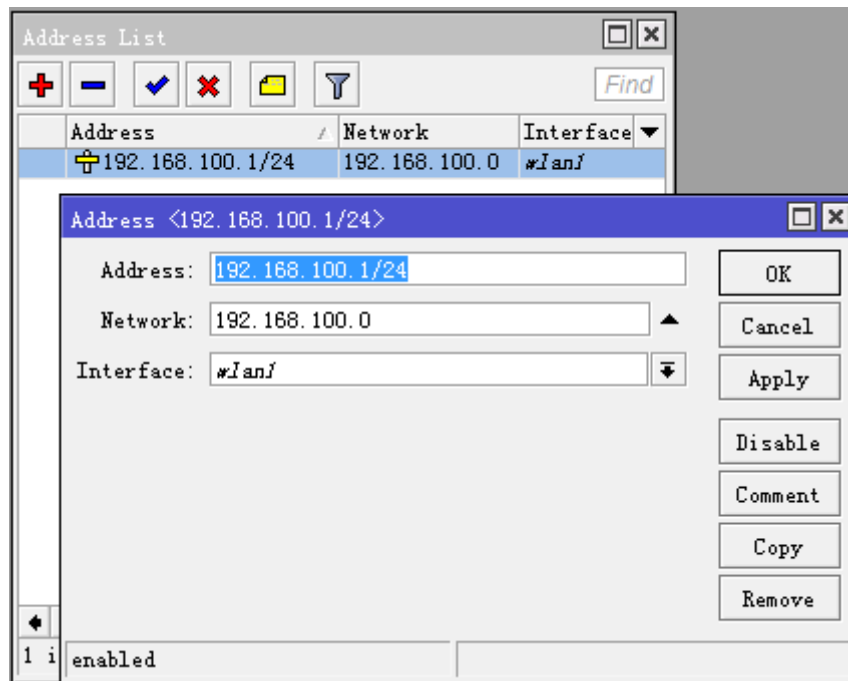 Address List
Find
Address Network Interface
192.168.100.1/24 192.168.100.0 wlan1
Address <192.168.100.1/24>
Address: 192.168.100.1/24
OK
Network: 192.168.100.0
Cancel
Interface: wlan1
Apply
Disable
Comment
Copy
Remove
1 i
enabled